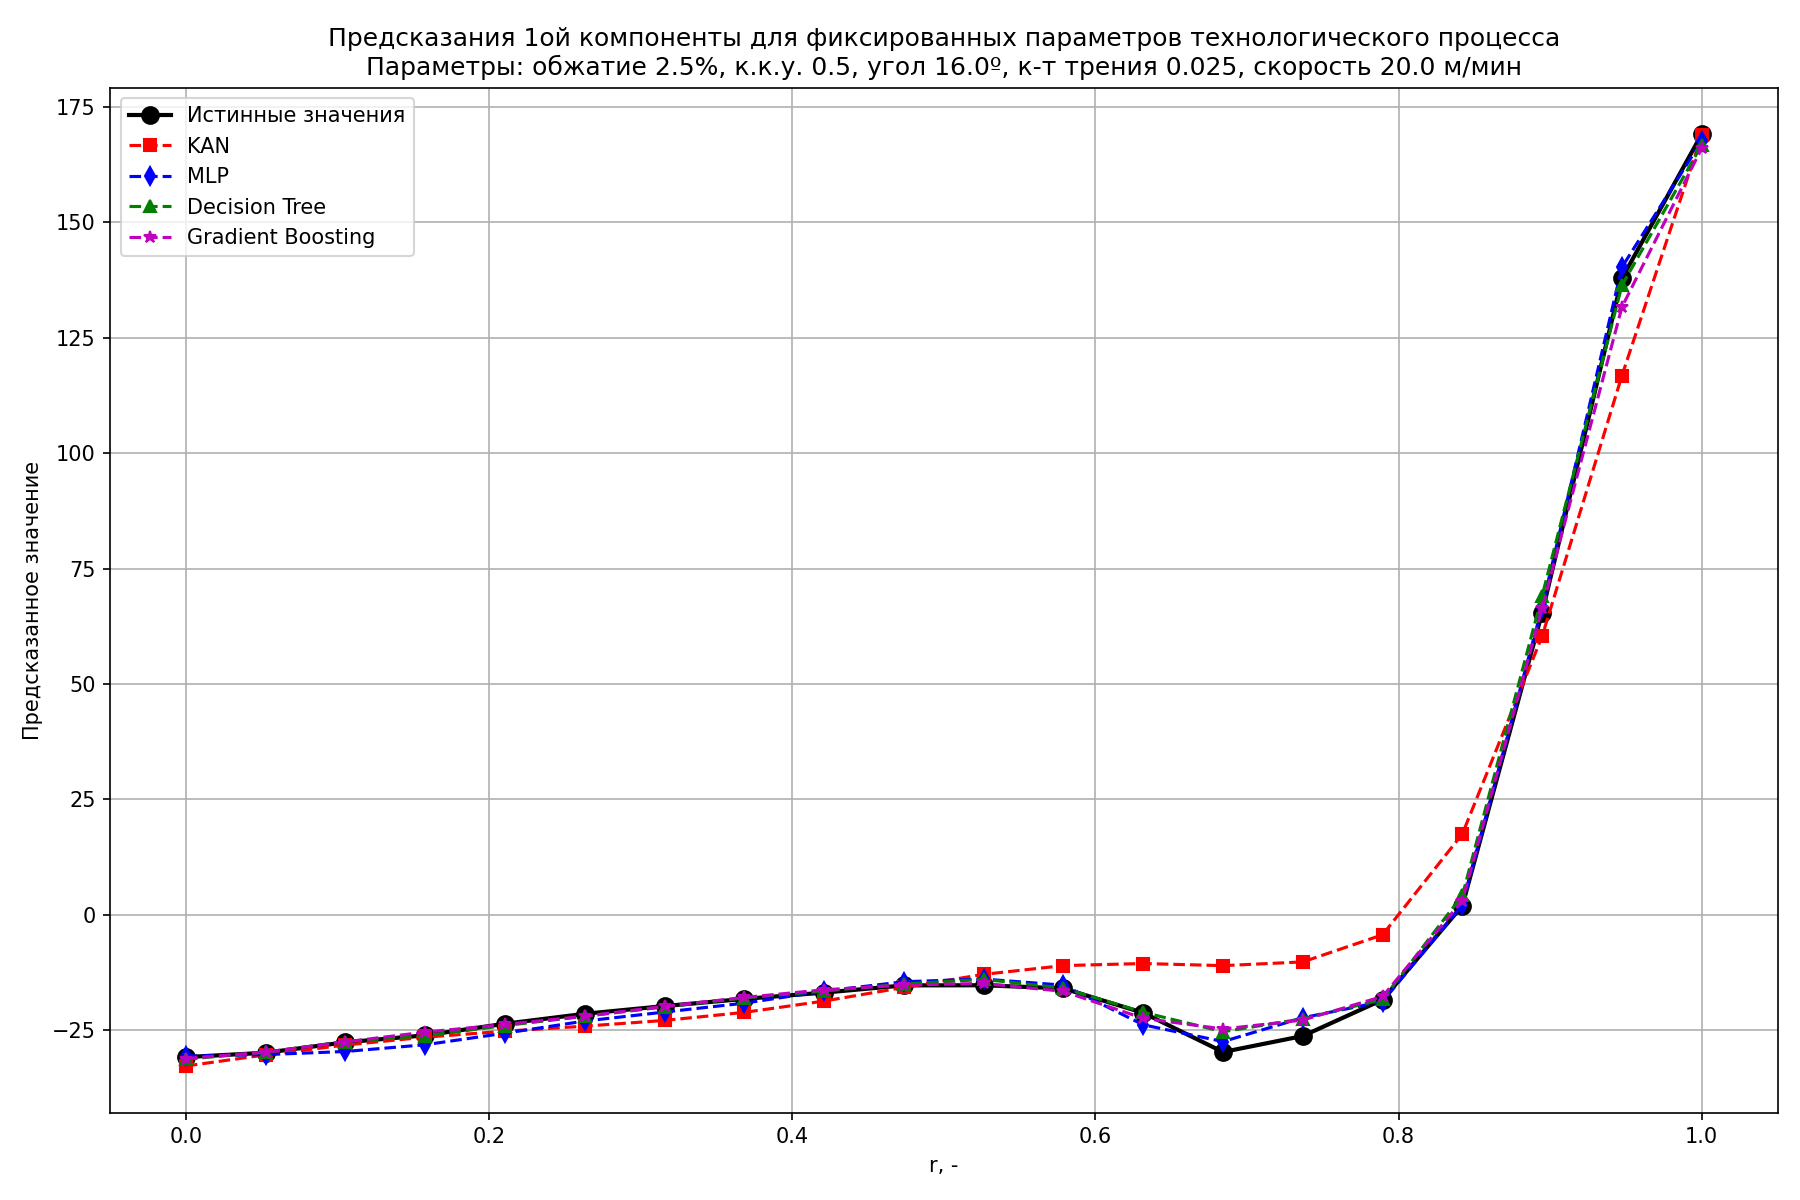 Предсказания 1ой компоненты для фиксированных параметров технологического процесса
Параметры: обжатие 2.5%, к.к.у. 0.5, угол 16.0º, к-т трения 0.025, скорость 20.0 м/мин
Истинные значения
KAN
MLP
Decision Tree
Gradient Boosting
Предсказанное значение
175
150
125
100
75
50
25
0
−25
0.0
0.2
0.4
0.6
0.8
1.0
r, -